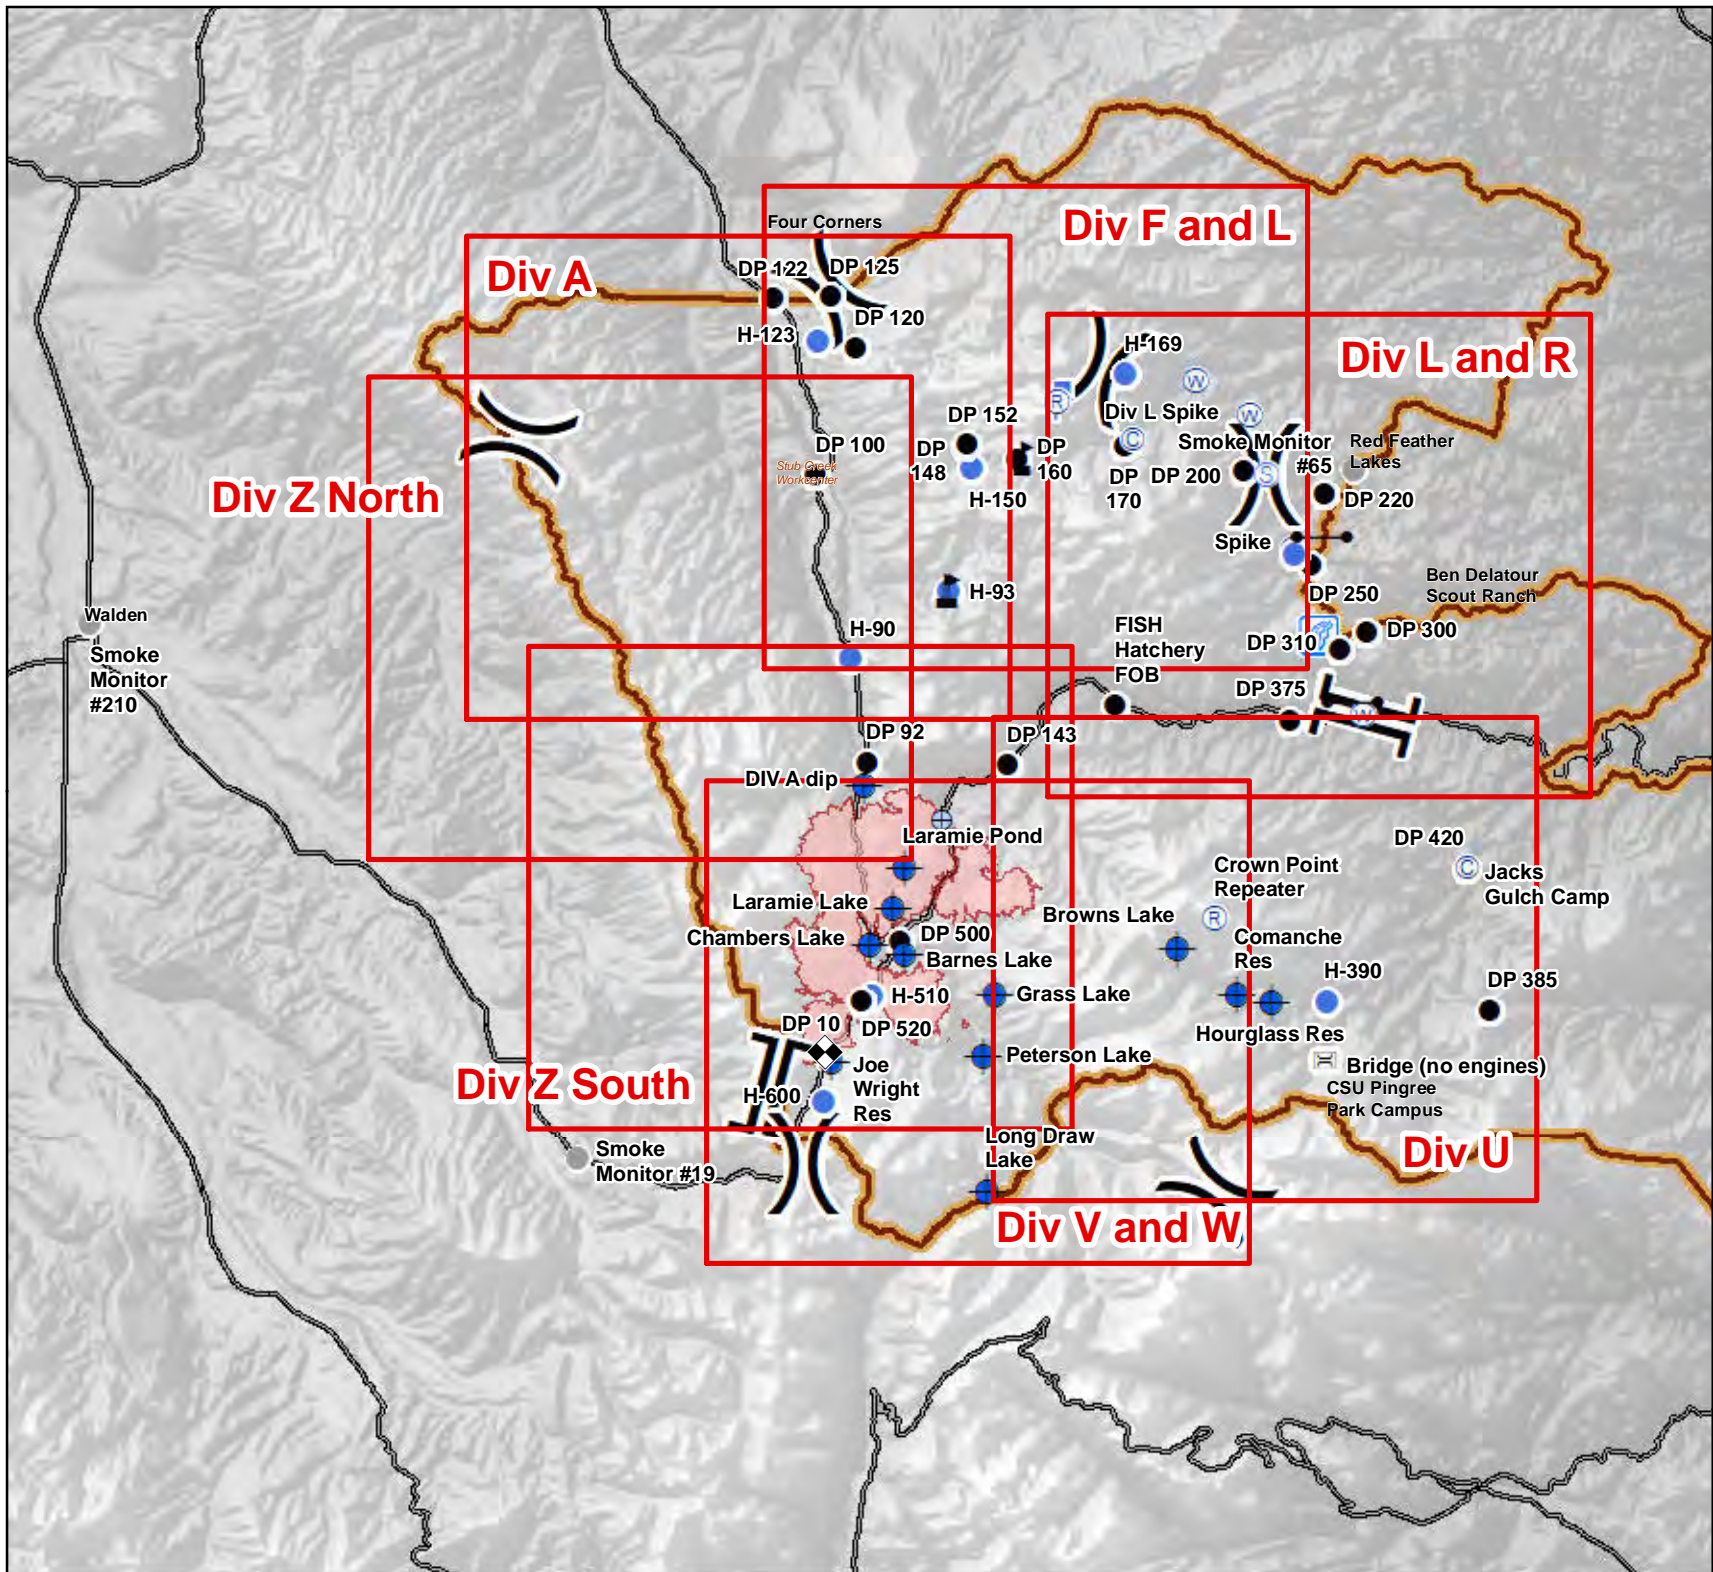 Four Corners
Div F and L
Div A
DP 122
DP 125
DP 120
H-123
H-169
Div L and R
Div L Spike
DP 152
DP 100
DP
148
DP
160
Smoke Monitor
#65
Red Feather
Lakes
Stub Creek
Workcenter
H-150
DP
170
DP 200
DP 220
Div Z North
Spike
H-93
Ben Delatour
Scout Ranch
DP 250
Walden
H-90
FISH
Hatchery
FOB
DP 310
DP 300
Smoke
Monitor
#210
DP 375
DP 92
DP 143
DIV A dip
Laramie Pond
DP 420
Crown Point
Repeater
Jacks
Gulch Camp
Laramie Lake
Browns Lake
Chambers Lake
DP 500
Barnes Lake
Comanche
Res
H-390
DP 385
H-510
Grass Lake
DP 10
DP 520
Hourglass Res
Peterson Lake
Bridge (no engines)
Joe
Wright
Res
Div Z South
H-600
CSU Pingree
Park Campus
Long Draw
Lake
Smoke
Monitor #19
Div U
Div V and W
R
W
W
C
S
W
C
R